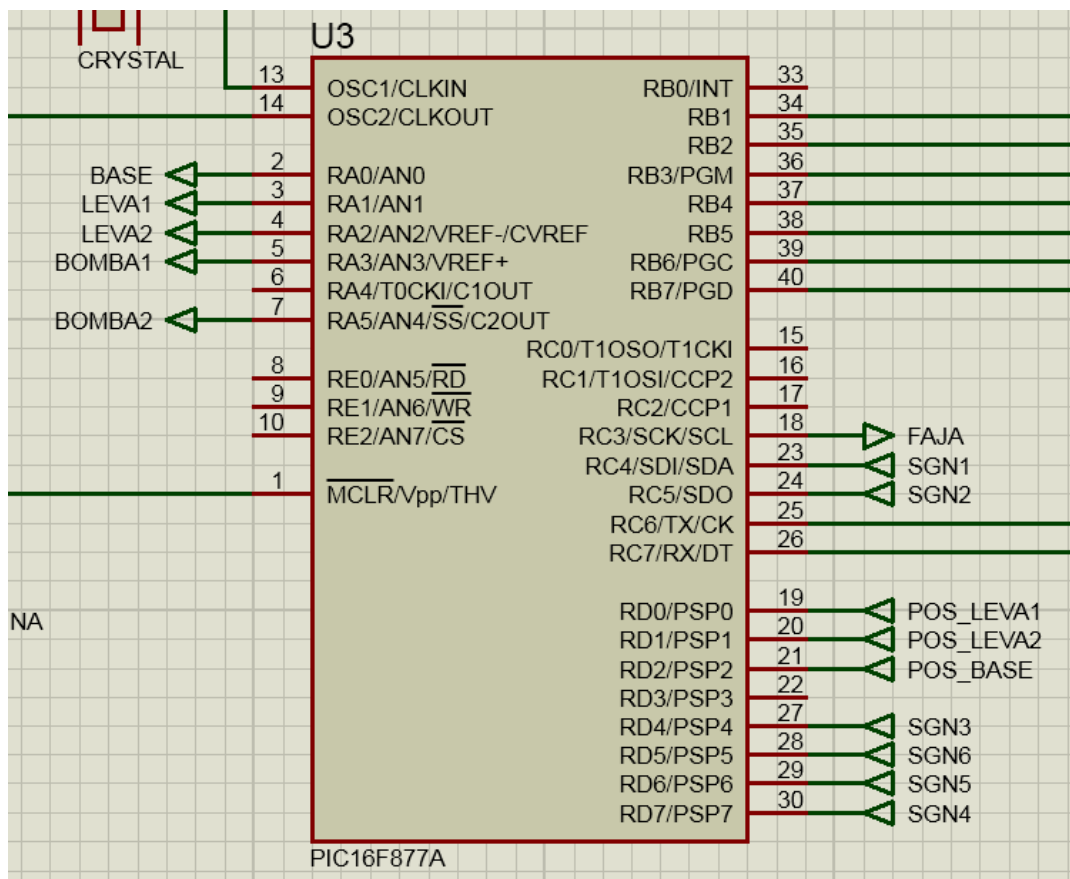 U3
CRYSTAL
13 OSC1/CLKIN
14 OSC2/CLKOUT
BASE 2 RA0/AN0
LEVA1 3 RA1/AN1
LEVA2 4 RA2/AN2/VREF-/CVREF
BOMBA1 5 RA3/AN3/VREF+
6 RA4/T0CKI/C1OUT
BOMBA2 7 RA5/AN4/SS/C2OUT
8 RE0/AN5/RD
9 RE1/AN6/WR
10 RE2/AN7/CS
1 MCLR/Vpp/THV
NA
RB0/INT 33
RB1 34
RB2 35
RB3/PGM 36
RB4 37
RB5 38
RB6/PGC 39
RB7/PGD 40
RC0/T1OSO/T1CKI 15
RC1/T1OSI/CCP2 16
RC2/CCP1 17
RC3/SCK/SCL 18 FAJA
RC4/SDI/SDA 23 SGN1
RC5/SDO 24 SGN2
RC6/TX/CK 25
RC7/RX/DT 26
RD0/PSP0 19 POS_LEVA1
RD1/PSP1 20 POS_LEVA2
RD2/PSP2 21 POS_BASE
RD3/PSP3 22
RD4/PSP4 27 SGN3
RD5/PSP5 28 SGN6
RD6/PSP6 29 SGN5
RD7/PSP7 30 SGN4
PIC16F877A